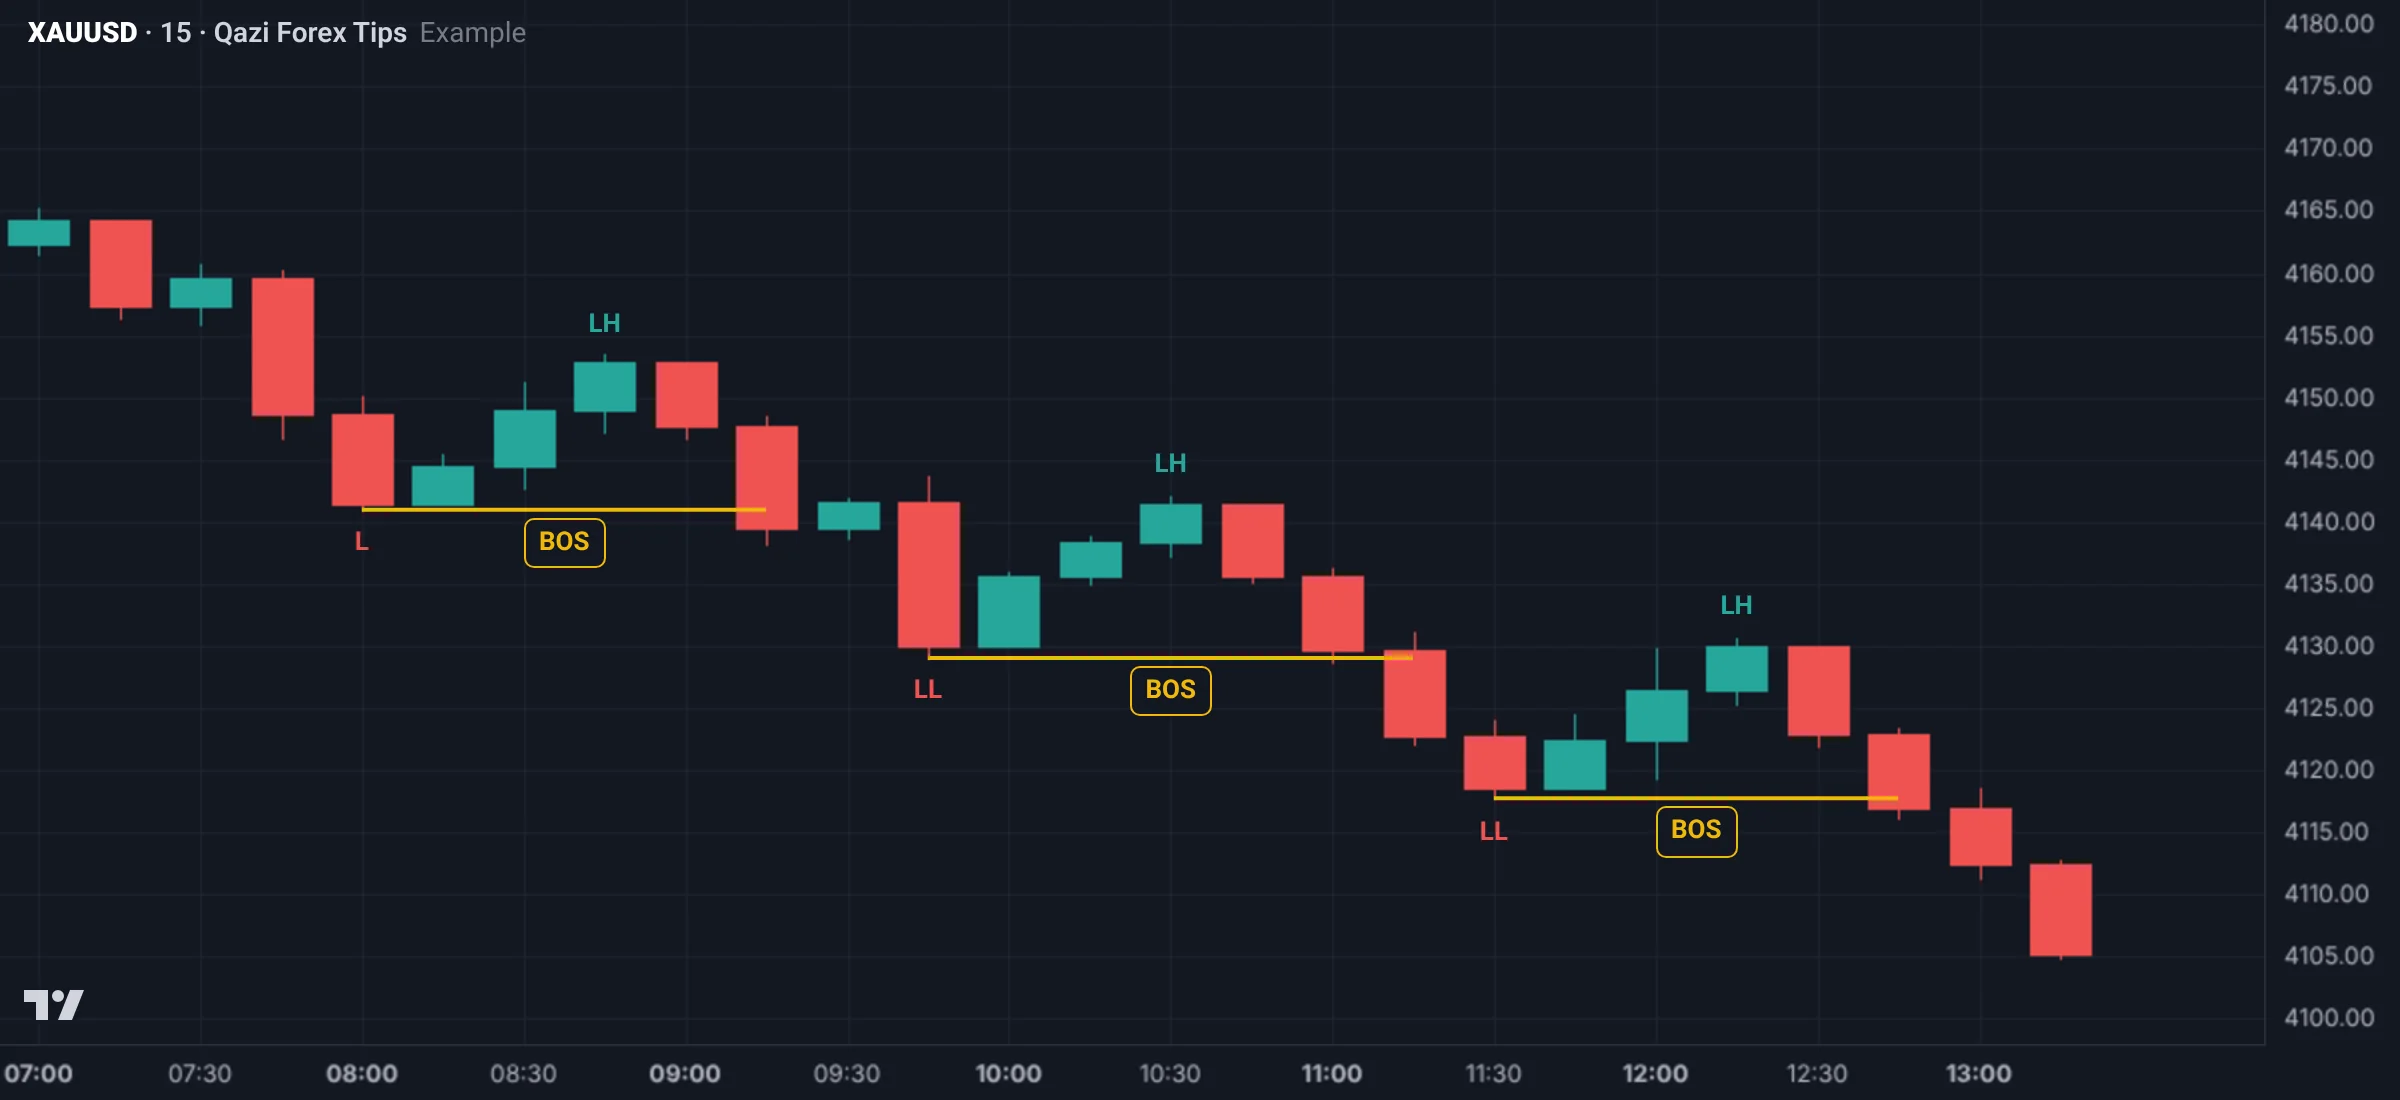 XAUUSD · 15 · Qazi Forex Tips Example
4180.00
4175.00
4170.00
4165.00
4160.00
4155.00
LH
4150.00
4145.00
LH
4140.00
L
BOS
4135.00
LH
4130.00
LL
BOS
4125.00
4120.00
LL
BOS
4115.00
4110.00
4105.00
4100.00
07:00 07:30 08:00 08:30 09:00 09:30 10:00 10:30 11:00 11:30 12:00 12:30 13:00